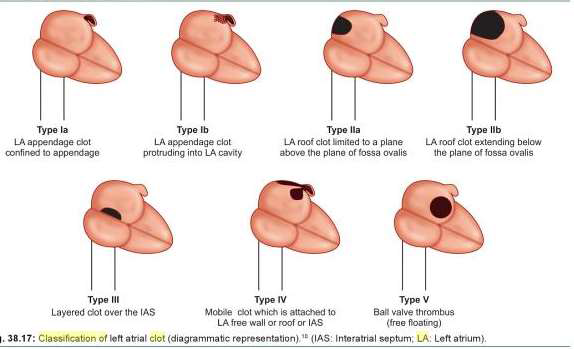 Type Ia
LA appendage clot
confined to appendage
Type Ib
LA appendage clot
protruding into LA cavity
Type IIa
LA roof clot limited to a plane
above the plane of fossa ovalis
Type IIb
LA roof clot extending below
the plane of fossa ovalis
Type III
Layered clot over the IAS
Type IV
Mobile clot which is attached to
LA free wall or roof or IAS
Type V
Ball valve thrombus
(free floating)
g. 38.17: Classification of left atrial clot (diagrammatic representation).¹⁸ (IAS: Interatrial septum; LA: Left atrium).